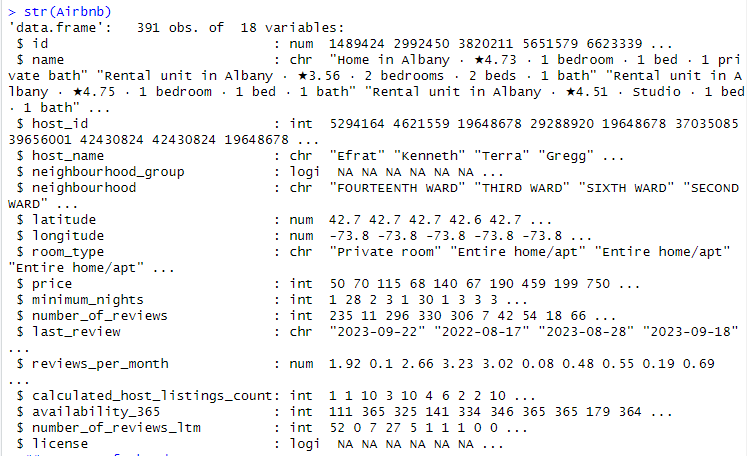 > str(Airbnb)
'data.frame':   391 obs. of  18 variables:
 $ id                            : num  1489424 2992450 3820211 5651579 6623339 ...
 $ name                          : chr  "Home in Albany · ★4.73 · 1 bedroom · 1 bed · 1 pri
vate bath" "Rental unit in Albany · ★3.56 · 2 bedrooms · 2 beds · 1 bath" "Rental unit in A
lbany · ★4.75 · 1 bedroom · 1 bed · 1 bath" "Rental unit in Albany · ★4.51 · Studio · 1 bed
· 1 bath" ...
 $ host_id                       : int  5294164 4621559 19648678 29288920 19648678 37035085
39656001 42430824 42430824 19648678 ...
 $ host_name                     : chr  "Efrat" "Kenneth" "Terra" "Gregg" ...
 $ neighbourhood_group           : logi  NA NA NA NA NA NA ...
 $ neighbourhood                 : chr  "FOURTEENTH WARD" "THIRD WARD" "SIXTH WARD" "SECOND
WARD" ...
 $ latitude                      : num  42.7 42.7 42.7 42.6 42.7 ...
 $ longitude                     : num  -73.8 -73.8 -73.8 -73.8 -73.8 ...
 $ room_type                     : chr  "Private room" "Entire home/apt" "Entire home/apt"
"Entire home/apt" ...
 $ price                         : int  50 70 115 68 140 67 190 459 199 750 ...
 $ minimum_nights                : int  1 28 2 3 1 30 1 3 3 3 ...
 $ number_of_reviews             : int  235 11 296 330 306 7 42 54 18 66 ...
 $ last_review                   : chr  "2023-09-22" "2022-08-17" "2023-08-28" "2023-09-18"
...
 $ reviews_per_month             : num  1.92 0.1 2.66 3.23 3.02 0.08 0.48 0.55 0.19 0.69
...
 $ calculated_host_listings_count: int  1 1 10 3 10 4 6 2 2 10 ...
 $ availability_365              : int  111 365 325 141 334 346 365 365 179 364 ...
 $ number_of_reviews_ltm         : int  52 0 7 27 5 1 1 1 0 0 ...
 $ license                       : logi  NA NA NA NA NA NA ...